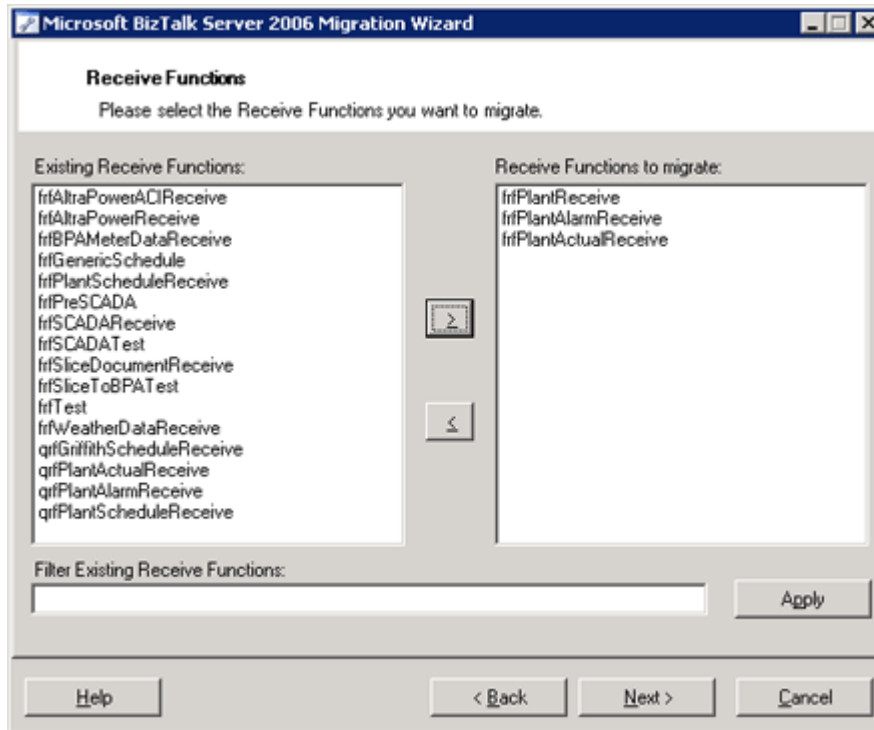 Microsoft BizTalk Server 2006 Migration Wizard
Receive Functions
Please select the Receive Functions you want to migrate.
Existing Receive Functions:
frfAltraPowerACIReceive
frfAltraPowerReceive
frfBPAMeterDataReceive
frfGenericSchedule
frfPlantScheduleReceive
frfPreSCADA
frfSCADAReceive
frfSCADATest
frfSliceDocumentReceive
frfSliceToBPATest
frfTest
frfWeatherDataReceive
qrfGriffithScheduleReceive
qrfPlantActualReceive
qrfPlantAlarmReceive
qrfPlantScheduleReceive
>
<
Receive Functions to migrate:
frfPlantReceive
frfPlantAlarmReceive
frfPlantActualReceive
Filter Existing Receive Functions:
Apply
Help
< Back
Next >
Cancel